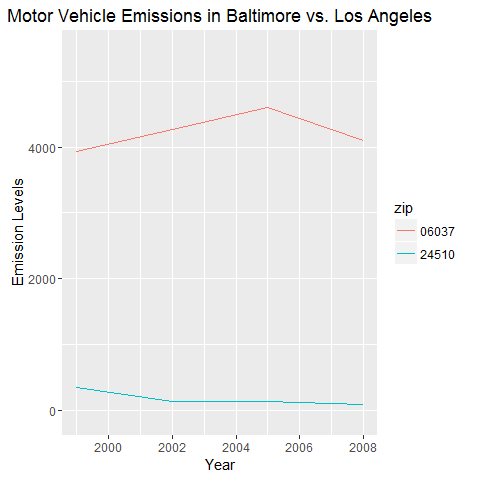 Motor Vehicle Emissions in Baltimore vs. Los Angeles
Emission Levels
4000
2000
0
2000
2002
2004
2006
2008
Year
zip
06037
24510